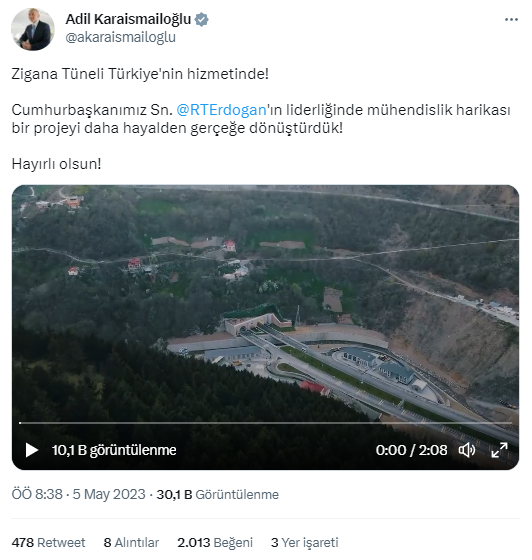 Adil Karaismailoğlu
@akaraismailoglu
Zigana Tüneli Türkiye'nin hizmetinde!
Cumhurbaşkanımız Sn. @RTErdogan'ın liderliğinde mühendislik harikası
bir projeyi daha hayalden gerçeğe dönüştürdük!
Hayırlı olsun!
10,1 B görüntülenme 0:00 / 2:08
ÖÖ 8:38 · 5 May 2023 · 30,1 B Görüntülenme
478 Retweet 8 Alıntılar 2.013 Beğeni 3 Yer işareti